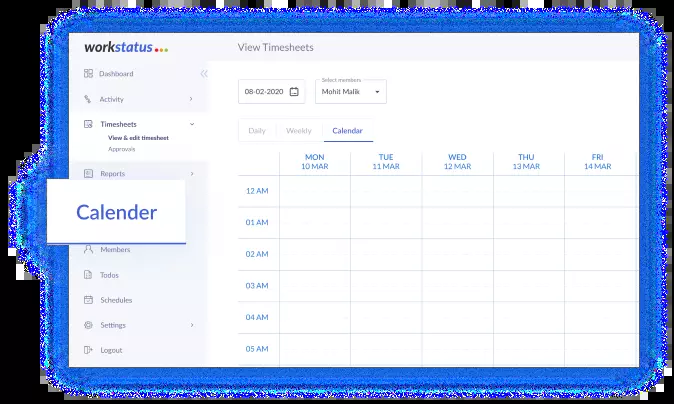 workstatus
View Timesheets
Dashboard
Activity
Timesheets
View & edit timesheet
Approvals
Reports
Calender
Members
Todos
Schedules
Settings
Logout
08-02-2020
Select members
Mohit Malik
Daily Weekly Calendar
MON TUE WED THU FRI
10 MAR 11 MAR 12 MAR 13 MAR 14 MAR
12 AM
01 AM
02 AM
03 AM
04 AM
05 AM